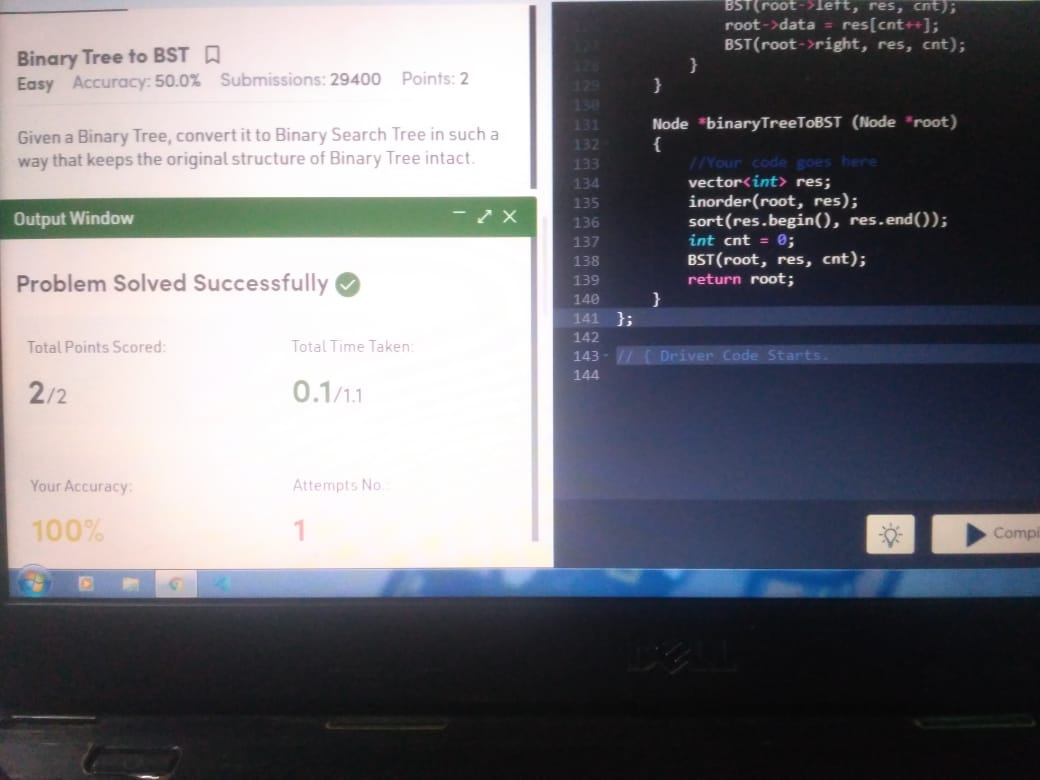 Binary Tree to BST
Easy Accuracy: 50.0% Submissions: 29400 Points: 2
Given a Binary Tree, convert it to Binary Search Tree in such a
way that keeps the original structure of Binary Tree intact.
Output Window
Problem Solved Successfully
Total Points Scored:
Total Time Taken:
2/2
0.1/1.1
Your Accuracy:
Attempts No.:
100%
1
BST(root->left, res, cnt);
root->data = res[cnt++];
127 BST(root->right, res, cnt);
128 }
129 }
130
131 Node *binaryTreeToBST (Node *root)
132 {
133 //Your code goes here
134 vector<int> res;
135 inorder(root, res);
136 sort(res.begin(), res.end());
137 int cnt = 0;
138 BST(root, res, cnt);
139 return root;
140 }
141 };
142
143 // { Driver Code Starts.
144
Compi
DELL